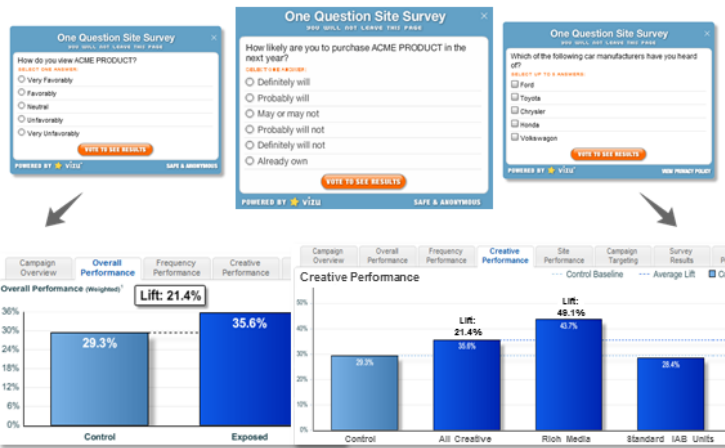 One Question Site Survey
YOU WILL NOT LEAVE THIS PAGE
How do you view ACME PRODUCT?
SELECT ONE ANSWER:
Very Favorably
Favorably
Neutral
Unfavorably
Very Unfavorably
VOTE TO SEE RESULTS
POWERED BY vizu
SAFE & ANONYMOUS
One Question Site Survey
YOU WILL NOT LEAVE THIS PAGE
How likely are you to purchase ACME PRODUCT in the
next year?
SELECT ONE ANSWER:
Definitely will
Probably will
May or may not
Probably will not
Definitely will not
Already own
VOTE TO SEE RESULTS
POWERED BY vizu
SAFE & ANONYMOUS
One Question Site Survey
YOU WILL NOT LEAVE THIS PAGE
Which of the following car manufacturers have you heard
of?
SELECT UP TO 5 ANSWERS:
Ford
Toyota
Chrysler
Honda
Volkswagon
VOTE TO SEE RESULTS
POWERED BY vizu
VIEW PRIVACY POLICY
Campaign
Overview
Overall
Performance
Frequency
Performance
Creative
Performance
Overall Performance (Weighted)
Lift: 21.4%
36%
30%
24%
18%
12%
6%
0%
29.3%
35.6%
Control
Exposed
Campaign
Overview
Overall
Performance
Frequency
Performance
Creative
Performance
Site
Performance
Campaign
Targeting
Survey
Results
Creative Performance
Control Baseline
Average Lift
50%
40%
30%
20%
10%
0%
29.3%
Lift:
21.4%
35.6%
Lift:
49.1%
43.7%
28.4%
Control
All Creative
Rich Media
Standard IAB Units